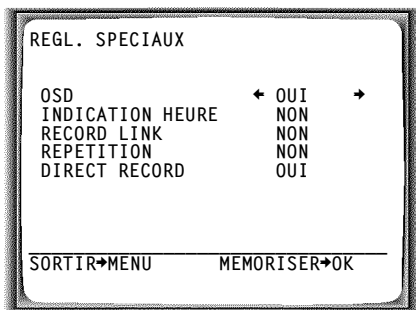 REGL. SPECIAUX
OSD ← OUI →
INDICATION HEURE NON
RECORD LINK NON
REPETITION NON
DIRECT RECORD OUI
SORTIR→MENU MEMORISER→OK